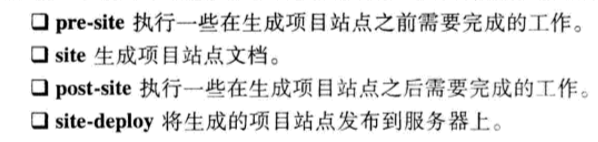 ❑ pre-site 执行一些在生成项目站点之前需要完成的工作。
❑ site 生成项目站点文档。
❑ post-site 执行一些在生成项目站点之后需要完成的工作。
❑ site-deploy 将生成的项目站点发布到服务器上。